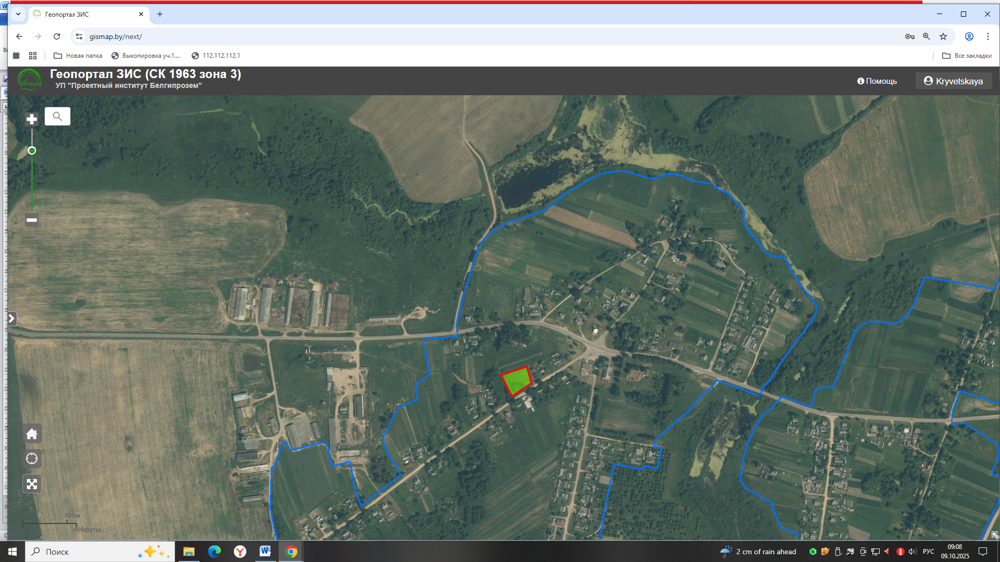 Геопортал ЗИС
gismap.by/next/
Новая папка
Выкопировка уч.1....
112.112.112.1
Все закладки
Геопортал ЗИС (СК 1963 зона 3)
УП "Проектный институт Белгипрозем"
Помощь
Kryvetskaya
100м
400футы
Поиск
2 cm of rain ahead
РУС
09:08
09.10.2025